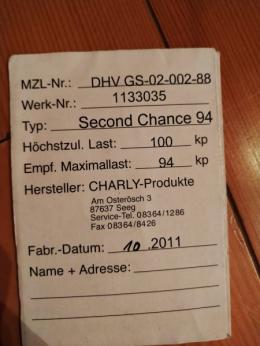 MZL-Nr.: DHV GS-02-002-88
Werk-Nr.: 1133035
Typ: Second Chance 94
Höchstzul. Last: 100 kp
Empf. Maximallast: 94 kp
Hersteller: CHARLY-Produkte
Am Osterösch 3
87637 Seeg
Service-Tel. 08364/1286
Fax 08364/8426
Fabr.-Datum: 10.2011
Name + Adresse: